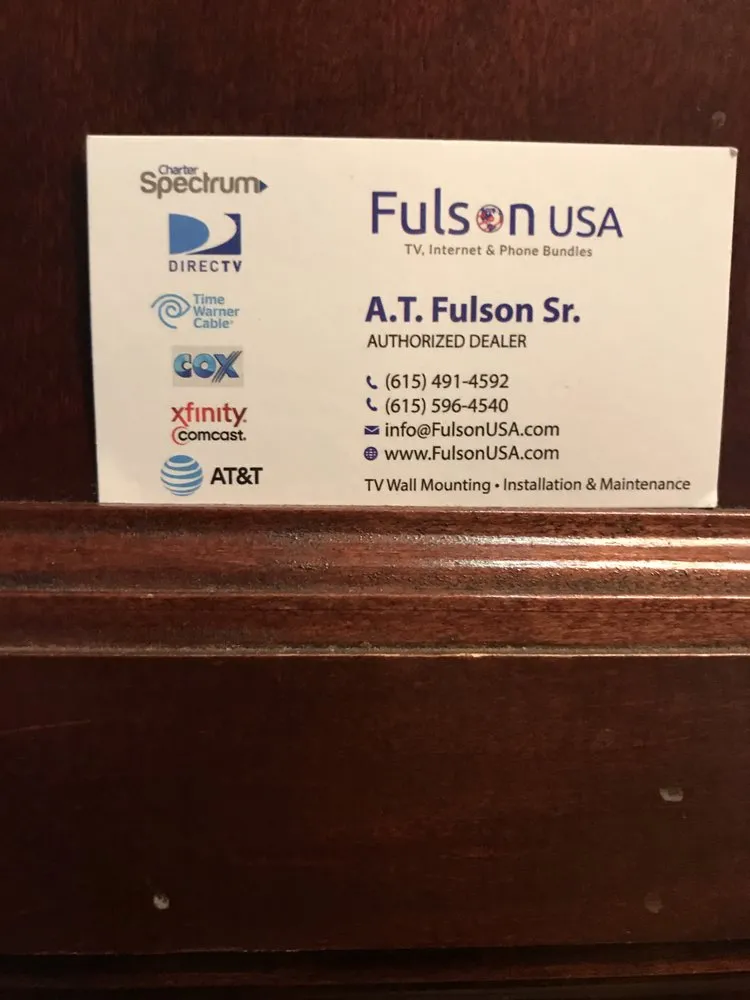 Charter
Spectrum
DIRECTV
Time
Warner
Cable
COX
xfinity.
comcast.
AT&T
Fulson USA
TV, Internet & Phone Bundles
A.T. Fulson Sr.
AUTHORIZED DEALER
(615) 491-4592
(615) 596-4540
info@FulsonUSA.com
www.FulsonUSA.com
TV Wall Mounting • Installation & Maintenance